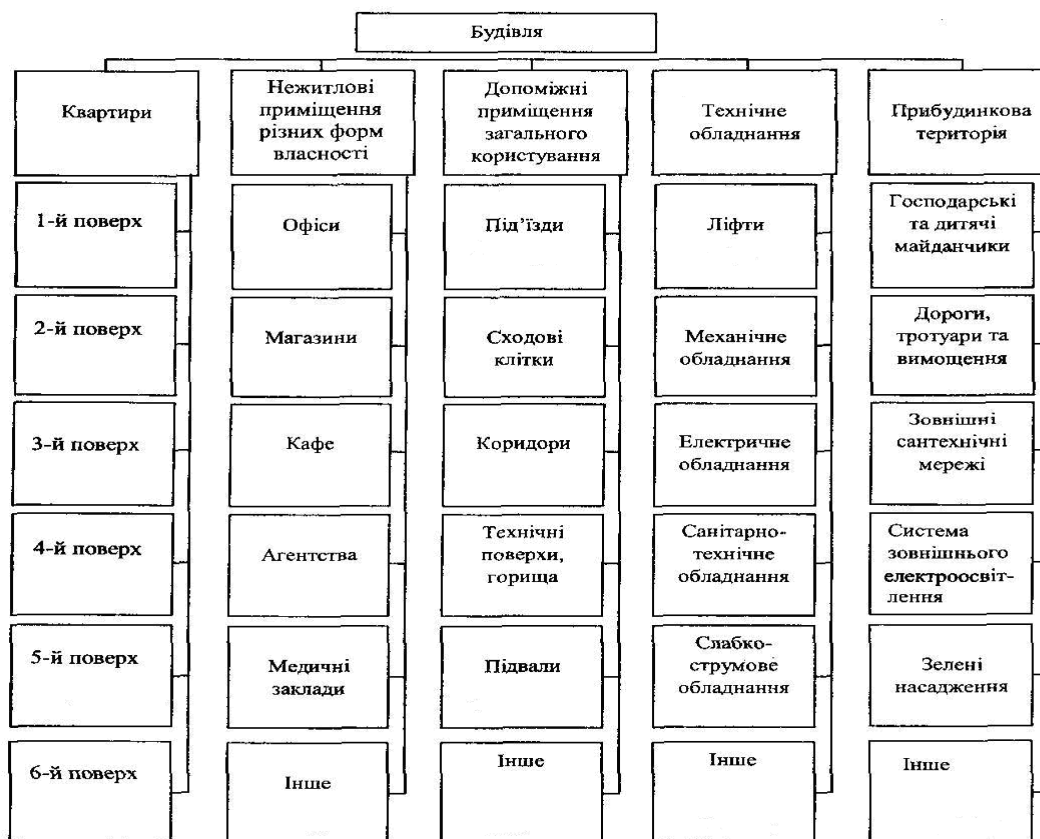 Будівля
Квартири
Нежитлові
приміщення
різних форм
власності
Допоміжні
приміщення
загального
користування
Технічне
обладнання
Прибудинкова
територія
1-й поверх
Офіси
Під’їзди
Ліфти
Господарські
та дитячі
майданчики
2-й поверх
Магазини
Сходові
клітки
Механічне
обладнання
Дороги,
тротуари та
вимощення
3-й поверх
Кафе
Коридори
Електричне
обладнання
Зовнішні
сантехнічні
мережі
4-й поверх
Агентства
Технічні
поверхи,
горища
Санітарно-
технічне
обладнання
Система
зовнішнього
електроосвіт-
лення
5-й поверх
Медичні
заклади
Підвали
Слабко-
струмове
обладнання
Зелені
насадження
6-й поверх
Інше
Інше
Інше
Інше